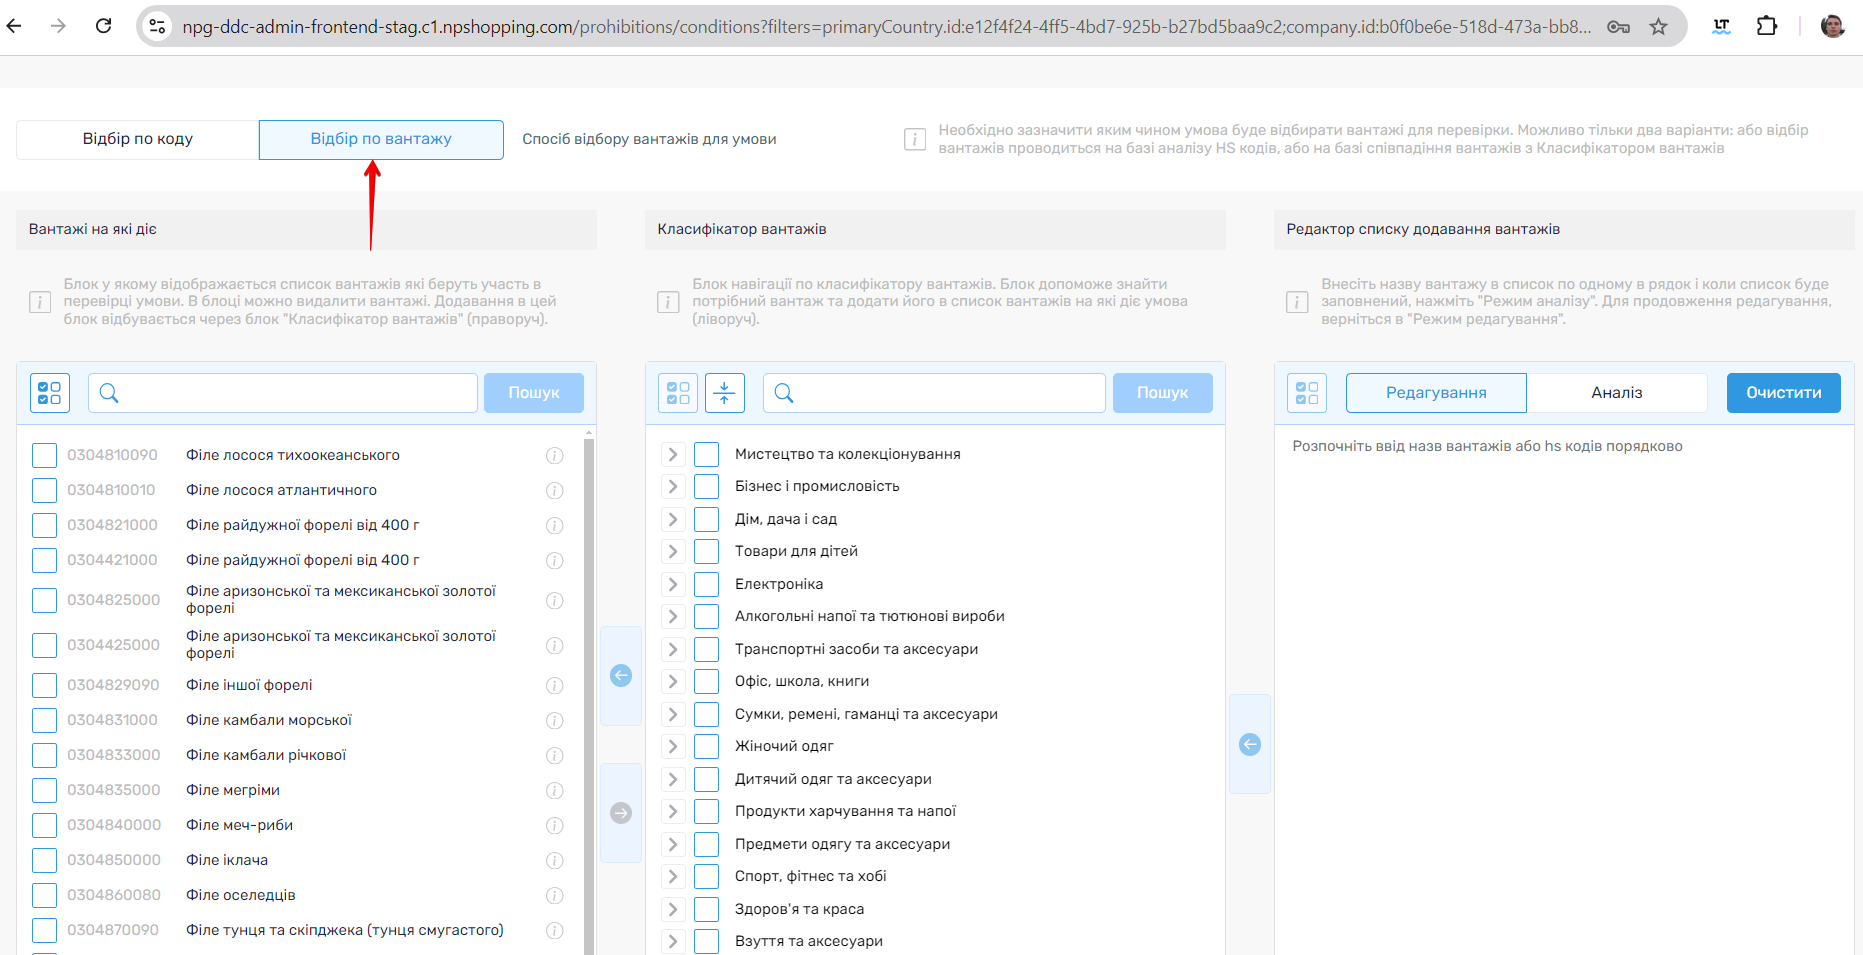 npg-ddc-admin-frontend-stag.c1.npshopping.com/prohibitions/conditions?filters=primaryCountry.id:e12f4f24-4ff5-4bd7-925b-b27bd5baa9c2;company.id:b0f0be6e-518d-473a-bb8...
LT
Відбір по коду
Відбір по вантажу
Спосіб відбору вантажів для умови
Необхідно зазначити яким чином умова буде відбирати вантажі для перевірки. Можливо тільки два варіанти: або відбір
вантажів проводиться на базі аналізу HS кодів, або на базі співпадіння вантажів з Класифікатором вантажів
Вантажі на які діє
Блок у якому відображається список вантажів які беруть участь в
перевірці умови. В блоці можно видалити вантажі. Додавання в цей
блок відбувається через блок "Класифікатор вантажів" (праворуч).
Пошук
0304810090 Філе лосося тихоокеанського
0304810010 Філе лосося атлантичного
0304821000 Філе райдужної форелі від 400 г
0304421000 Філе райдужної форелі від 400 г
0304825000 Філе аризонської та мексиканської золотої
форелі
0304425000 Філе аризонської та мексиканської золотої
форелі
0304829090 Філе іншої форелі
0304831000 Філе камбали морської
0304833000 Філе камбали річкової
0304835000 Філе мегріми
0304840000 Філе меч-риби
0304850000 Філе іклача
0304860080 Філе оселедців
0304870090 Філе тунця та скіпджека (тунця смугастого)
Класифікатор вантажів
Блок навігації по класифікатору вантажів. Блок допоможе знайти
потрібний вантаж та додати його в список вантажів на які діє умова
(ліворуч).
Пошук
Мистецтво та колекціонування
Бізнес і промисловість
Дім, дача і сад
Товари для дітей
Електроніка
Алкогольні напої та тютюнові вироби
Транспортні засоби та аксесуари
Офіс, школа, книги
Сумки, ремені, гаманці та аксесуари
Жіночий одяг
Дитячий одяг та аксесуари
Продукти харчування та напої
Предмети одягу та аксесуари
Спорт, фітнес та хобі
Здоров'я та краса
Взуття та аксесуари
Редактор списку додавання вантажів
Внесіть назву вантажу в список по одному в рядок і коли список буде
заповнений, нажміть "Режим аналізу". Для продовження редагування,
верніться в "Режим редагування".
Редагування
Аналіз
Очистити
Розпочніть ввід назв вантажів або hs кодів порядково